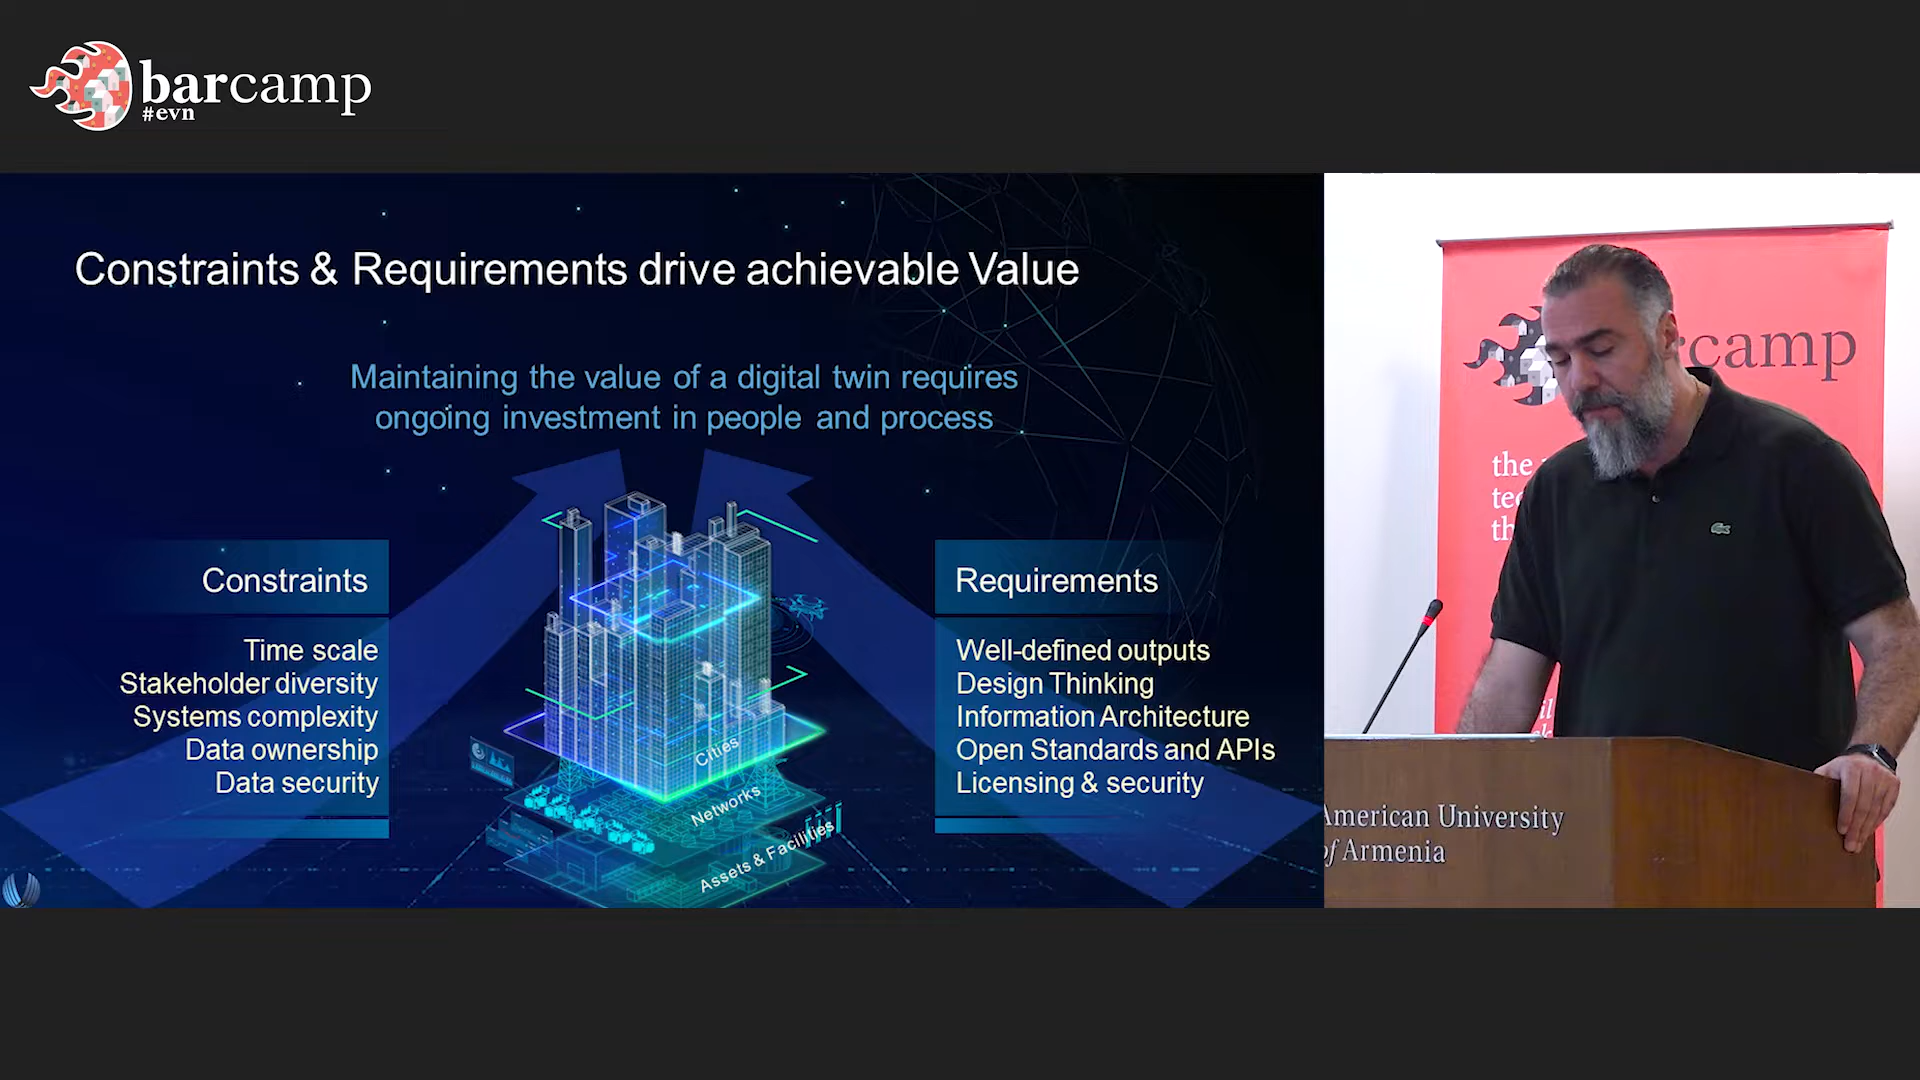 barcamp
#evn
Constraints & Requirements drive achievable Value
Maintaining the value of a digital twin requires
ongoing investment in people and process
Constraints
Time scale
Stakeholder diversity
Systems complexity
Data ownership
Data security
Requirements
Well-defined outputs
Design Thinking
Information Architecture
Open Standards and APIs
Licensing & security
Cities
Networks
Assets & Facilities
camp
the
American University
of Armenia